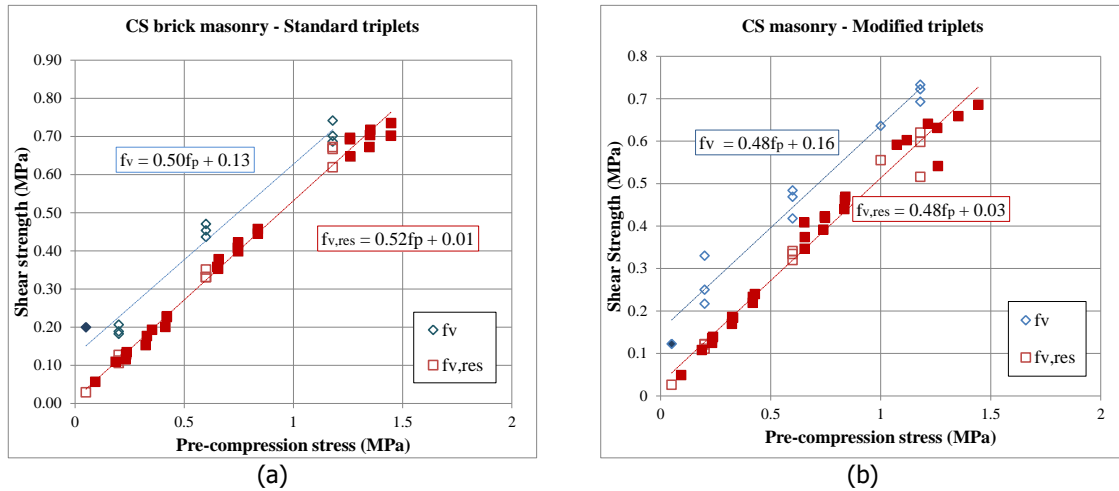 CS brick masonry - Standard triplets
0.90
0.80
0.70
0.60
0.50
0.40
0.30
0.20
0.10
0.00
Shear strength (MPa)
fv = 0.50fp + 0.13
fv,res = 0.52fp + 0.01
fv
fv,res
0
0.5
1
1.5
2
Pre-compression stress (MPa)
(a)
CS masonry - Modified triplets
0.8
0.7
0.6
0.5
0.4
0.3
0.2
0.1
0
Shear Strength (MPa)
fv = 0.48fp + 0.16
fv,res = 0.48fp + 0.03
fv
fv,res
0
0.5
1
1.5
2
Pre-compression stress (MPa)
(b)